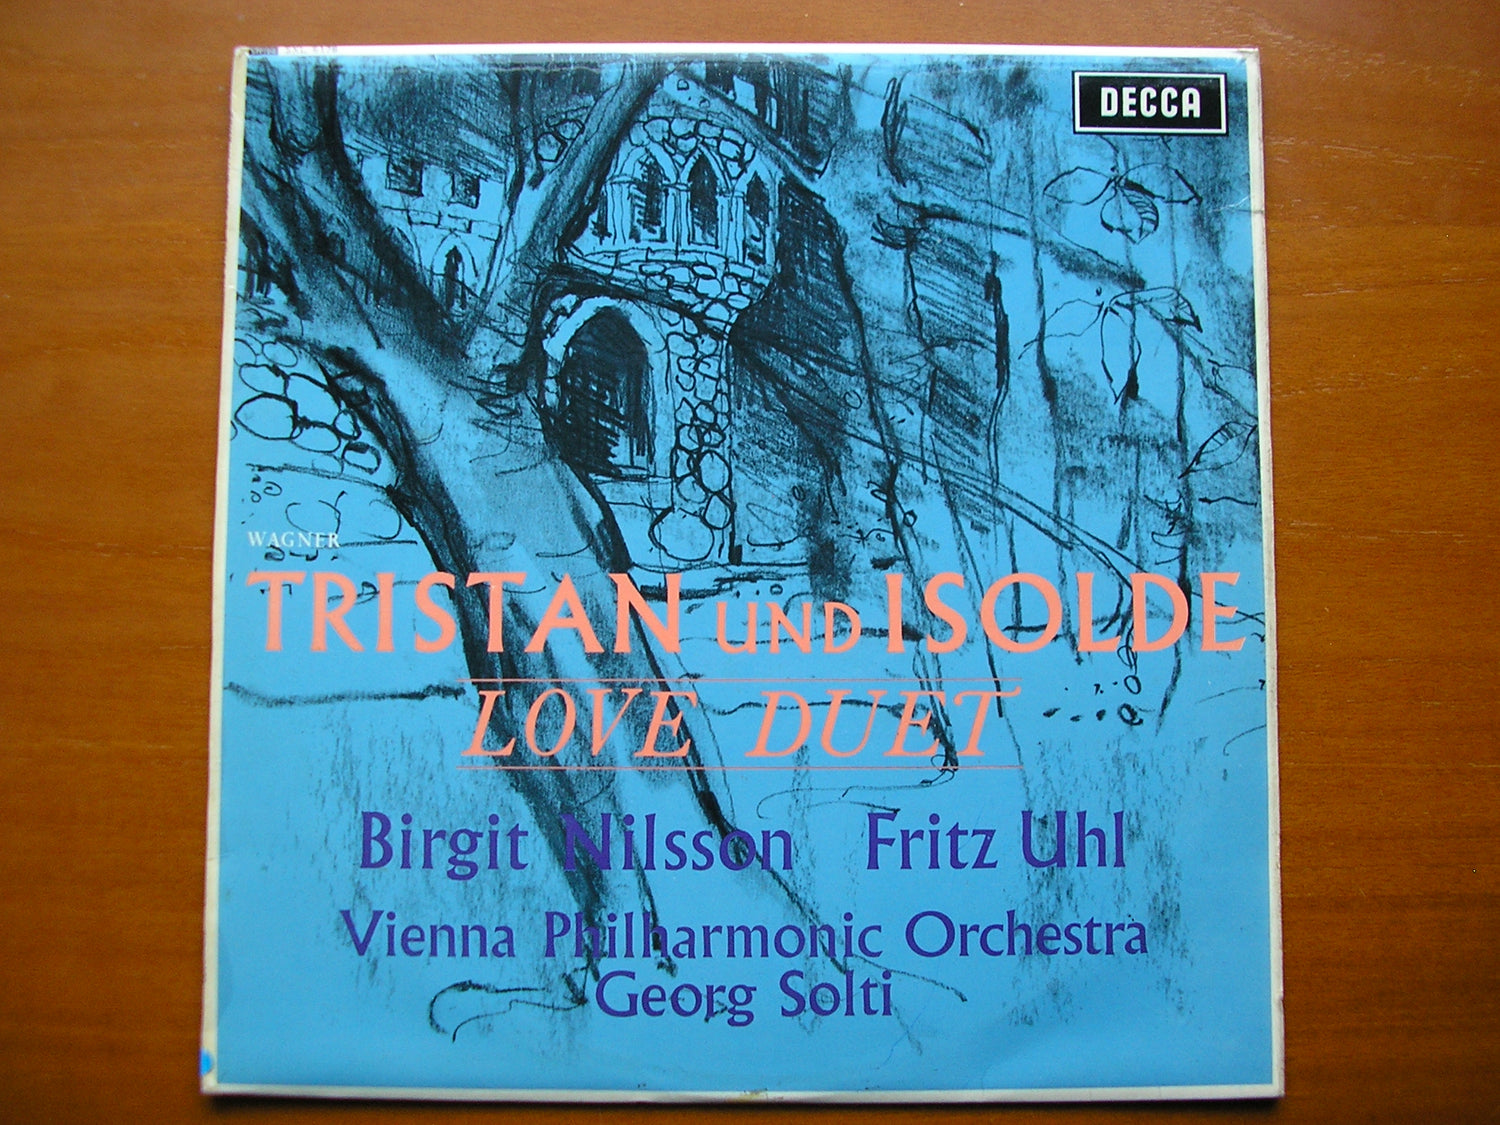 DECCA
WAGNER
TRISTAN UND ISOLDE
LOVE DUET
Birgit Nilsson Fritz Uhl
Vienna Philharmonic Orchestra
Georg Solti